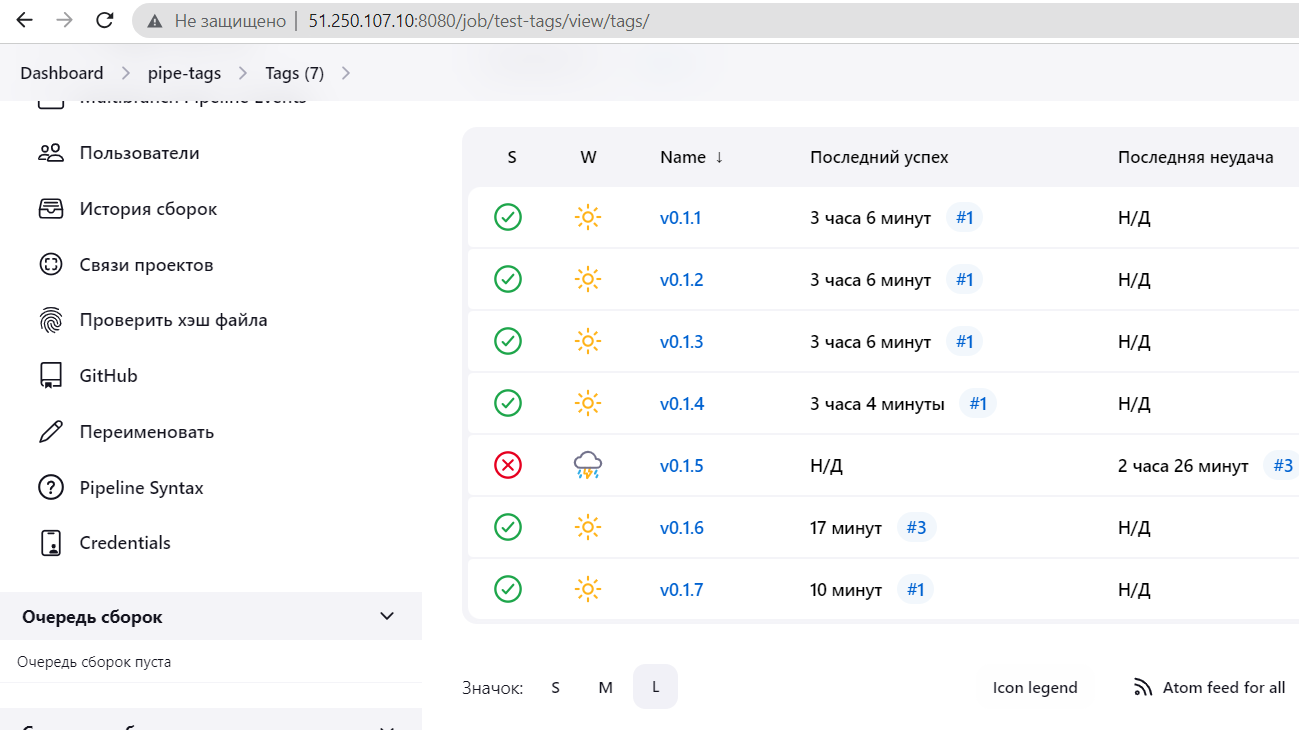 Не защищено | 51.250.107.10:8080/job/test-tags/view/tags/
Dashboard > pipe-tags > Tags (7) >
Multibranch Pipeline Events
Пользователи
История сборок
Связи проектов
Проверить хэш файла
GitHub
Переименовать
Pipeline Syntax
Credentials
Очередь сборок
Очередь сборок пуста
S W Name ↓ Последний успех Последняя неудача
v0.1.1 3 часа 6 минут #1 Н/Д
v0.1.2 3 часа 6 минут #1 Н/Д
v0.1.3 3 часа 6 минут #1 Н/Д
v0.1.4 3 часа 4 минуты #1 Н/Д
v0.1.5 Н/Д 2 часа 26 минут #3
v0.1.6 17 минут #3 Н/Д
v0.1.7 10 минут #1 Н/Д
Значок: S M L Icon legend Atom feed for all